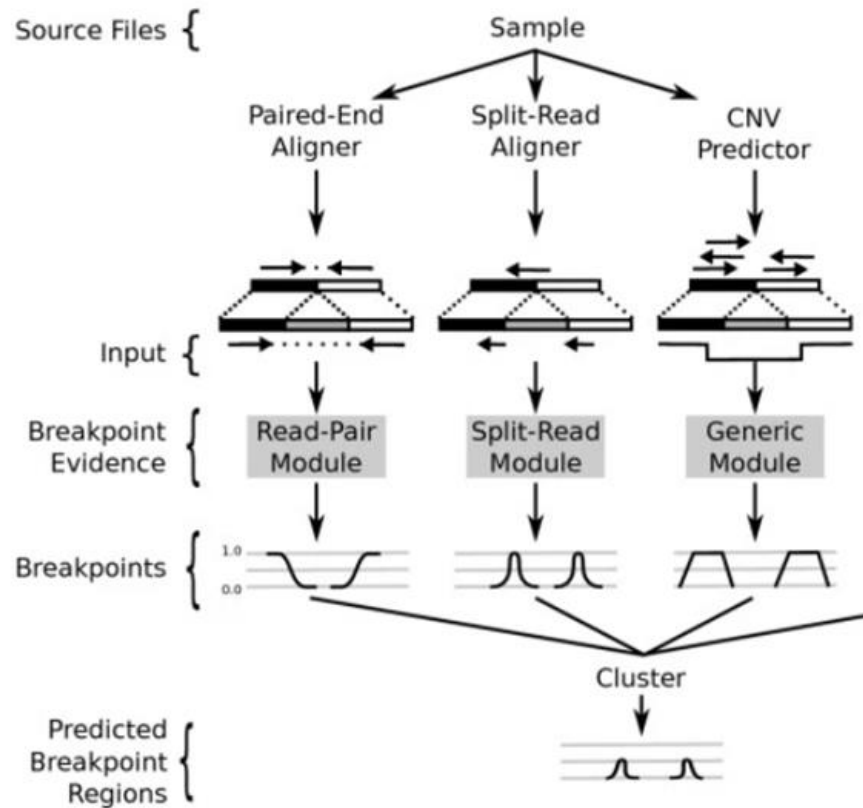 Source Files
Sample
Paired-End
Aligner
Split-Read
Aligner
CNV
Predictor
Input
Breakpoint
Evidence
Read-Pair
Module
Split-Read
Module
Generic
Module
Breakpoints
1.0
0.0
Cluster
Predicted
Breakpoint
Regions